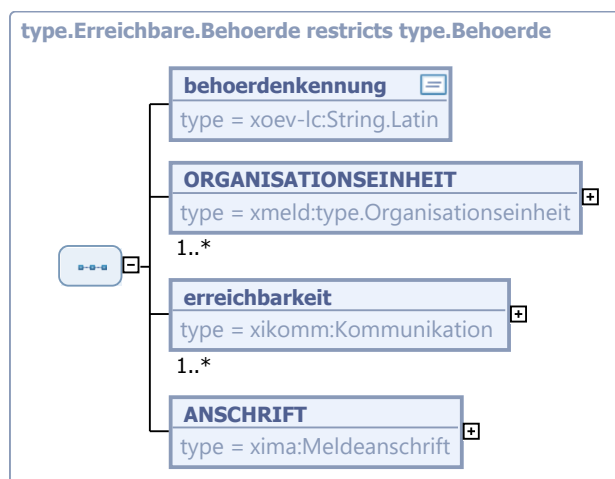 type.Erreichbare.Behoerde restricts type.Behoerde
behoerdenkennung
type = xoev-lc:String.Latin
ORGANISATIONSEINHEIT
type = xmeld:type.Organisationseinheit
1..*
erreichbarkeit
type = xikomm:Kommunikation
1..*
ANSCHRIFT
type = xima:Meldeanschrift